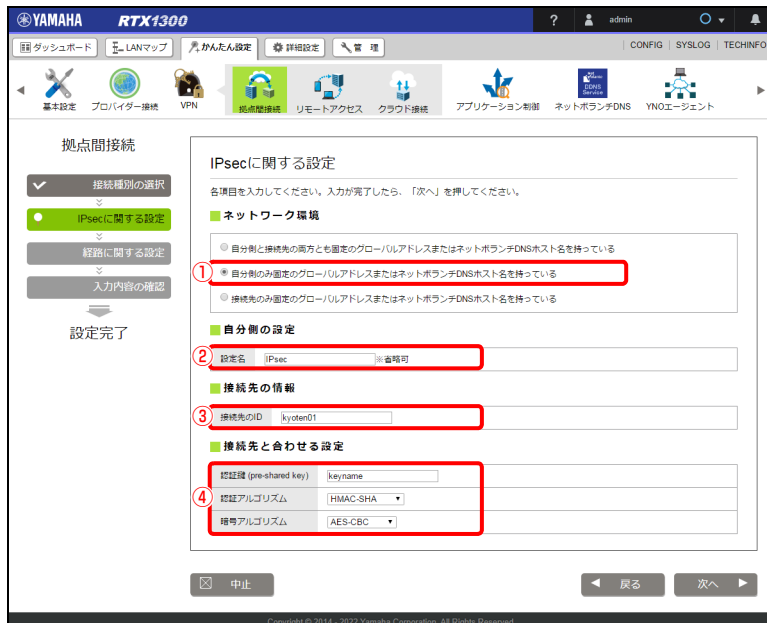 YAMAHA RTX1300 ? admin
ダッシュボード LANマップ かんたん設定 詳細設定 管 理 CONFIG SYSLOG TECHINFO
基本設定 プロバイダー接続 VPN 拠点間接続 リモートアクセス クラウド接続 アプリケーション制御 ネットボランチDNS YNOエージェント
DDNS
Service
拠点間接続
接続種別の選択
IPsecに関する設定
経路に関する設定
入力内容の確認
設定完了
IPsecに関する設定
各項目を入力してください。入力が完了したら、「次へ」を押してください。
ネットワーク環境
自分側と接続先の両方とも固定のグローバルアドレスまたはネットボランチDNSホスト名を持っている
① 自分側のみ固定のグローバルアドレスまたはネットボランチDNSホスト名を持っている
接続先のみ固定のグローバルアドレスまたはネットボランチDNSホスト名を持っている
自分側の設定
② 設定名 IPsec ※省略可
接続先の情報
③ 接続先のID kyoten01
接続先と合わせる設定
認証鍵 (pre-shared key) keyname
④ 認証アルゴリズム HMAC-SHA
暗号アルゴリズム AES-CBC
中止 戻る 次へ
Copyright © 2014 - 2022 Yamaha Corporation. All Rights Reserved.